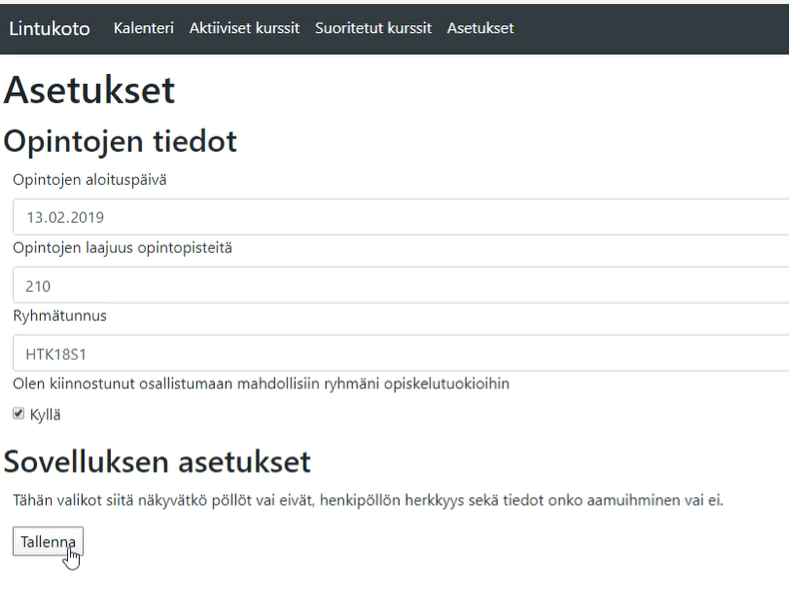 Lintukoto Kalenteri Aktiiviset kurssit Suoritetut kurssit Asetukset
Asetukset
Opintojen tiedot
Opintojen aloituspäivä
13.02.2019
Opintojen laajuus opintopisteitä
210
Ryhmätunnus
HTK18S1
Olen kiinnostunut osallistumaan mahdollisiin ryhmäni opiskelutuokioihin
Kyllä
Sovelluksen asetukset
Tähän valikot siitä näkyvätkö pöllöt vai eivät, henkipöllön herkkyys sekä tiedot onko aamuihminen vai ei.
Tallenna